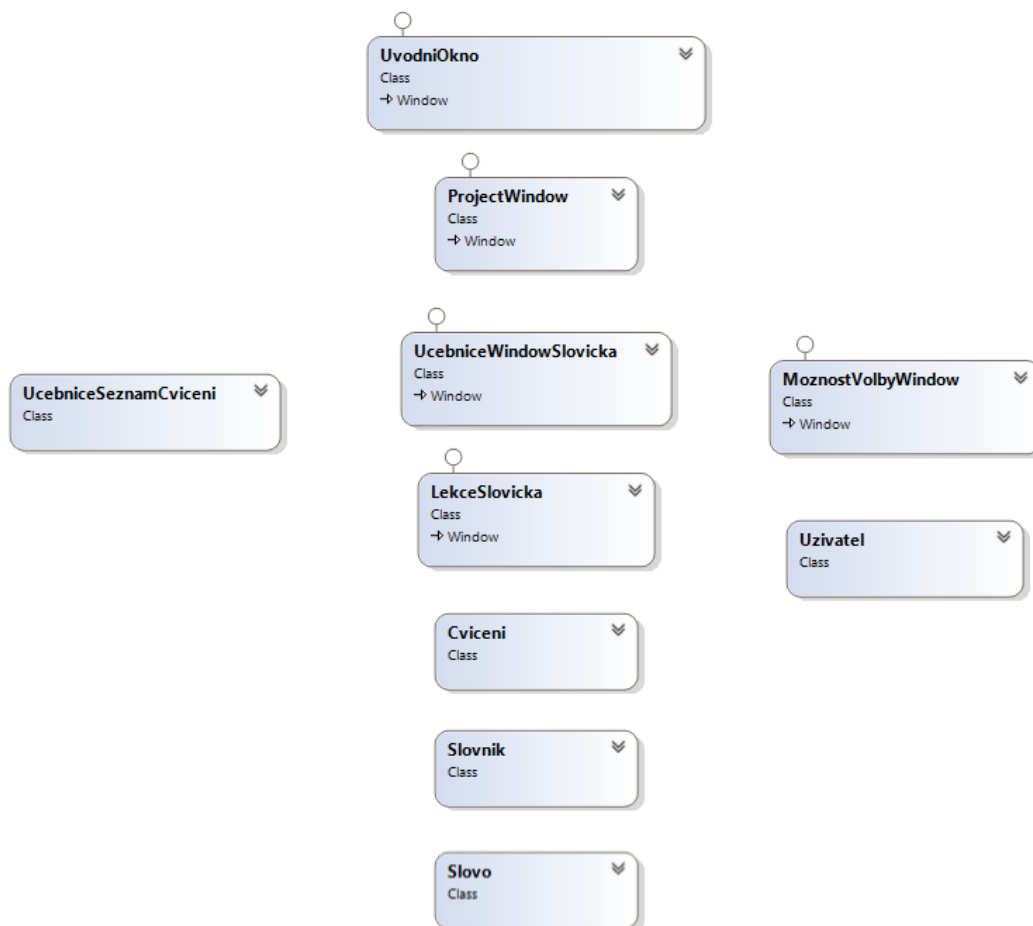 UvodniOkno
Class
Window
ProjectWindow
Class
Window
UcebniceWindowSlovicka
Class
Window
MoznostVolbyWindow
Class
Window
UcebniceSeznamCviceni
Class
LekceSlovicka
Class
Window
Uzivatel
Class
Cviceni
Class
Slovnik
Class
Slovo
Class